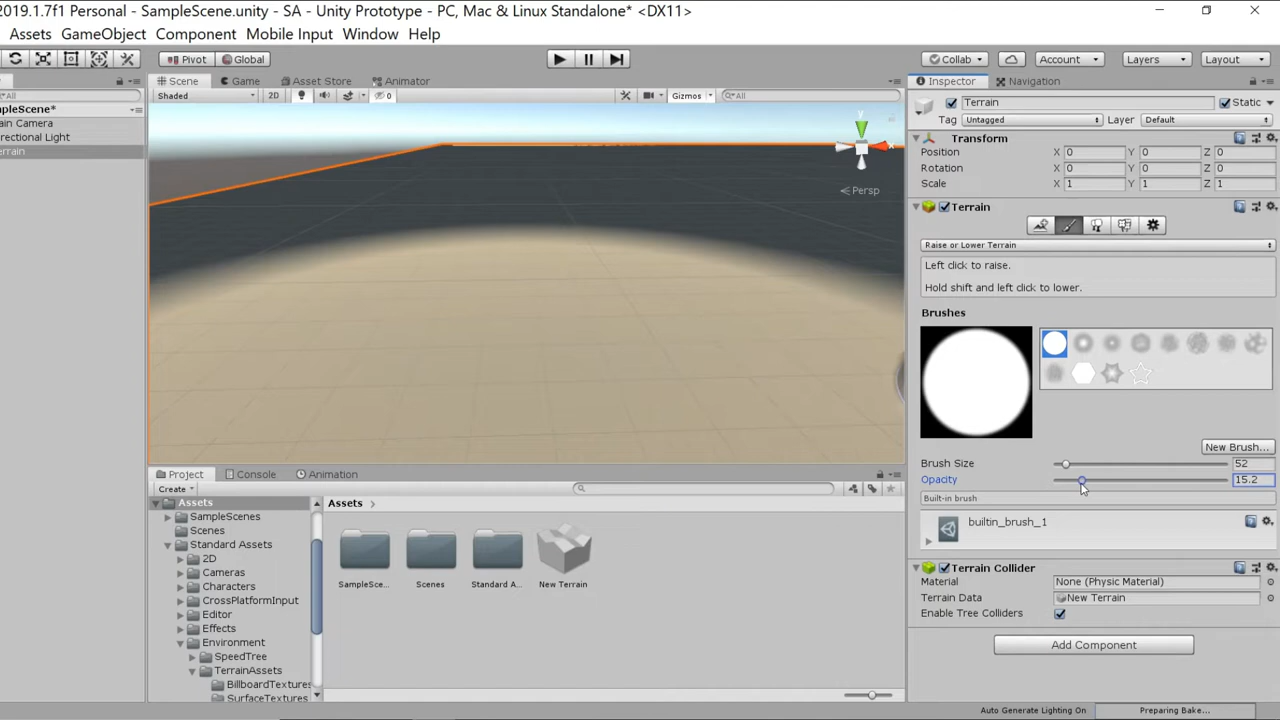 2019.1.7f1 Personal - SampleScene.unity - SA - Unity Prototype - PC, Mac & Linux Standalone* <DX11>
Assets GameObject Component Mobile Input Window Help
Pivot Global Collab Account Layers Layout
Scene Game Asset Store Animator Inspector Navigation
All Shaded 2D 0 Gizmos All Terrain Static
mpleScene* Tag Untagged Layer Default
ain Camera
irectional Light Transform
errain Position X 0 Y 0 Z 0
Rotation X 0 Y 0 Z 0
Scale X 1 Y 1 Z 1
y
x
Persp
Terrain
Raise or Lower Terrain
Left click to raise.
Hold shift and left click to lower.
Brushes
New Brush...
Brush Size 52
Opacity 15.2
Built-in brush
builtin_brush_1
Terrain Collider
Material None (Physic Material)
Terrain Data New Terrain
Enable Tree Colliders
Add Component
Project Console Animation
Create
Assets
SampleScenes
Scenes
Standard Assets
2D
Cameras
Characters
CrossPlatformInput
Editor
Effects
Environment
SpeedTree
TerrainAssets
BillboardTextures
SurfaceTextures
Assets
SampleSce... Scenes Standard A... New Terrain
Auto Generate Lighting On Preparing Bake...